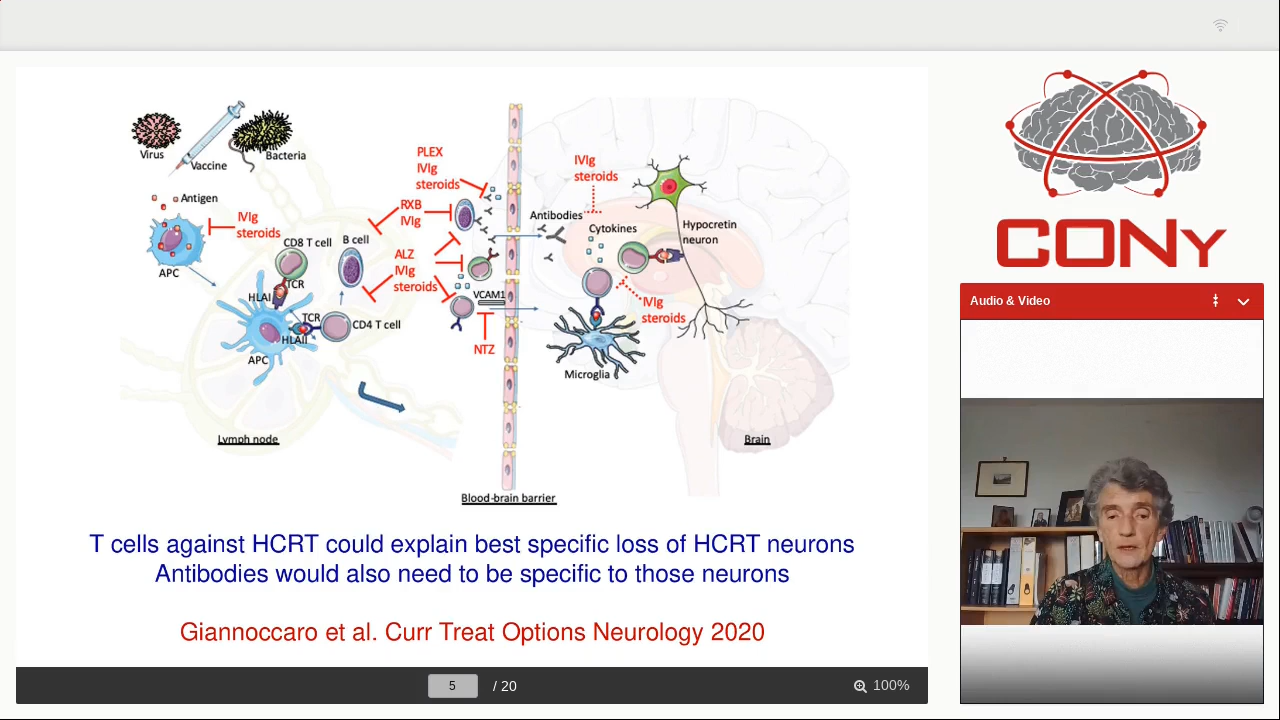 Virus
Vaccine
Bacteria
Antigen
IVIg
steroids
APC
CD8 T cell
B cell
TCR
HLAI
TCR
HLAII
CD4 T cell
APC
Lymph node
PLEX
IVIg
steroids
RXB
IVIg
ALZ
IVIg
steroids
VCAM1
NTZ
Blood-brain barrier
IVIg
steroids
Antibodies
Cytokines
Hypocretin
neuron
IVIg
steroids
Microglia
Brain
T cells against HCRT could explain best specific loss of HCRT neurons
Antibodies would also need to be specific to those neurons
Giannoccaro et al. Curr Treat Options Neurology 2020
5 / 20
100%
CONy
Audio & Video